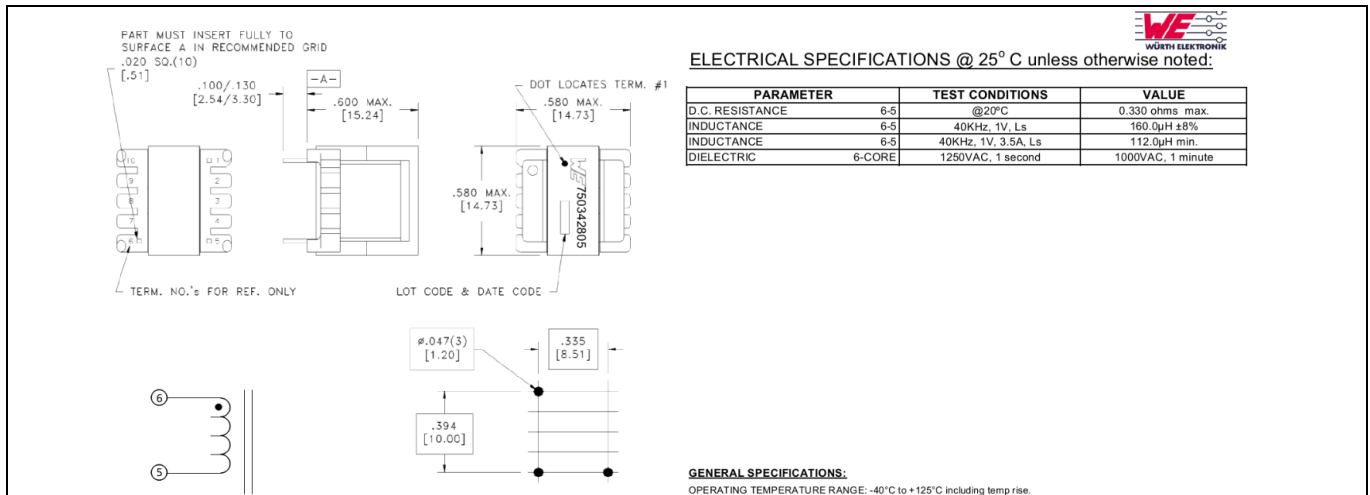 PART MUST INSERT FULLY TO
SURFACE A IN RECOMMENDED GRID
.020 SQ.(10)
[.51]
.100/.130
[2.54/3.30]
-A-
.600 MAX.
[15.24]
DOT LOCATES TERM. #1
.580 MAX.
[14.73]
10
9
8
7
6
1
2
3
4
5
.580 MAX.
[14.73]
WE 750342805
TERM. NO.'s FOR REF. ONLY
LOT CODE & DATE CODE
ø.047(3)
[1.20]
.335
[8.51]
.394
[10.00]
6
5
WE
WÜRTH ELEKTRONIK
ELECTRICAL SPECIFICATIONS @ 25° C unless otherwise noted:
PARAMETER TEST CONDITIONS VALUE
D.C. RESISTANCE 6-5 @20ºC 0.330 ohms max.
INDUCTANCE 6-5 40KHz, 1V, Ls 160.0µH ±8%
INDUCTANCE 6-5 40KHz, 1V, 3.5A, Ls 112.0µH min.
DIELECTRIC 6-CORE 1250VAC, 1 second 1000VAC, 1 minute
GENERAL SPECIFICATIONS:
OPERATING TEMPERATURE RANGE: -40°C to +125°C including temp rise.